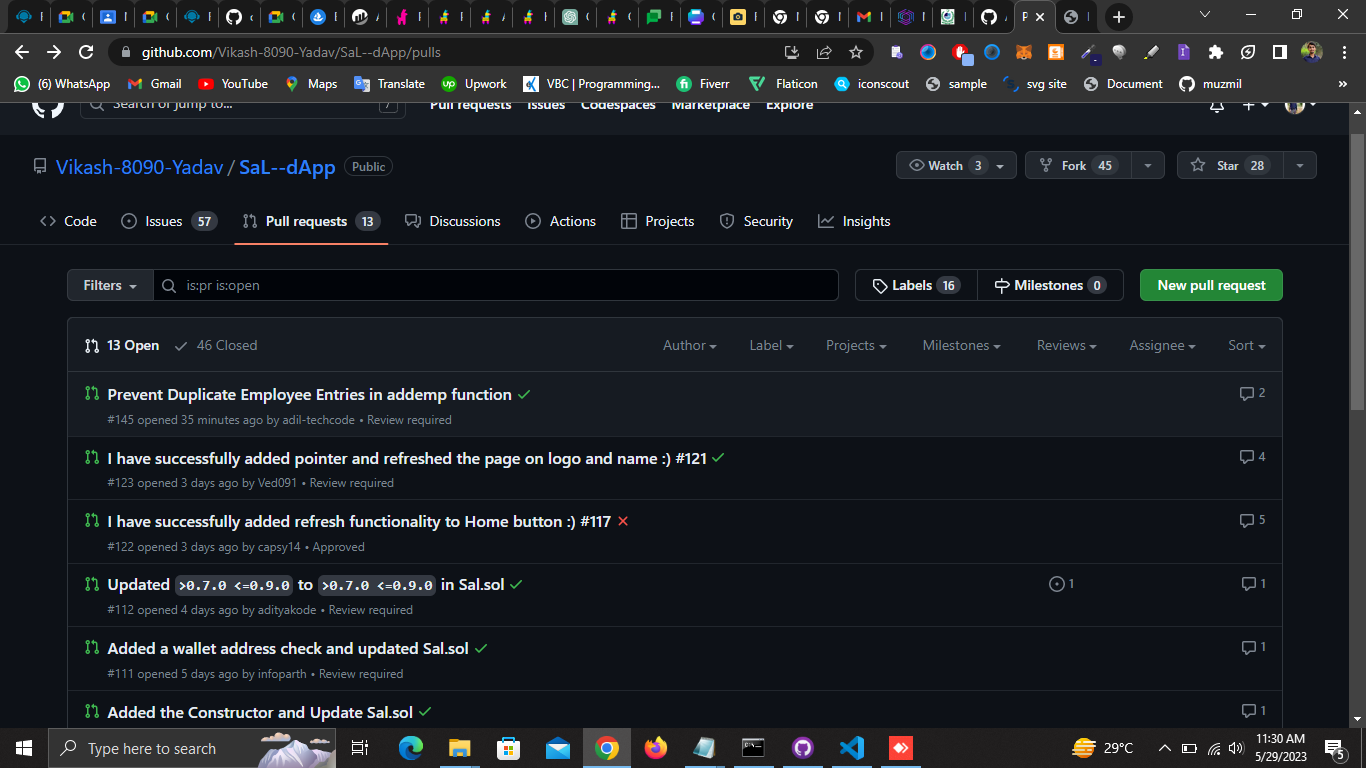 github.com/Vikash-8090-Yadav/SaL--dApp/pulls
(6) WhatsApp Gmail YouTube Maps Translate Upwork VBC | Programming... Fiverr Flaticon iconscout sample svg site Document muzmil »
Search or jump to... / Pull requests Issues Codespaces Marketplace Explore
Vikash-8090-Yadav / SaL--dApp Public Watch 3 Fork 45 Star 28
Code Issues 57 Pull requests 13 Discussions Actions Projects Security Insights
Filters is:pr is:open Labels 16 Milestones 0 New pull request
13 Open 46 Closed Author Label Projects Milestones Reviews Assignee Sort
Prevent Duplicate Employee Entries in addemp function 2
#145 opened 35 minutes ago by adil-techcode • Review required
I have successfully added pointer and refreshed the page on logo and name :) #121 4
#123 opened 3 days ago by Ved091 • Review required
I have successfully added refresh functionality to Home button :) #117 5
#122 opened 3 days ago by capsy14 • Approved
Updated >0.7.0 <=0.9.0 to >0.7.0 <=0.9.0 in Sal.sol 1 1
#112 opened 4 days ago by adityakode • Review required
Added a wallet address check and updated Sal.sol 1
#111 opened 5 days ago by infoparth • Review required
Added the Constructor and Update Sal.sol 1
Type here to search 29°C 11:30 AM
5/29/2023 5